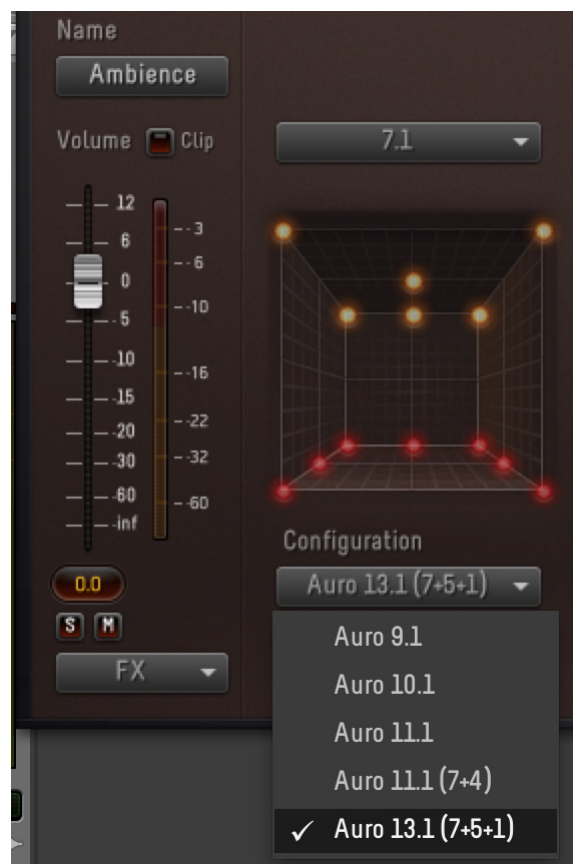 Name
Ambience
Volume Clip
7.1
12
6
0
-5
-10
-15
-20
-30
-60
-inf
-3
-6
-10
-16
-22
-32
-60
0.0
S M
FX
Configuration
Auro 13.1 (7+5+1)
Auro 9.1
Auro 10.1
Auro 11.1
Auro 11.1 (7+4)
✓ Auro 13.1 (7+5+1)